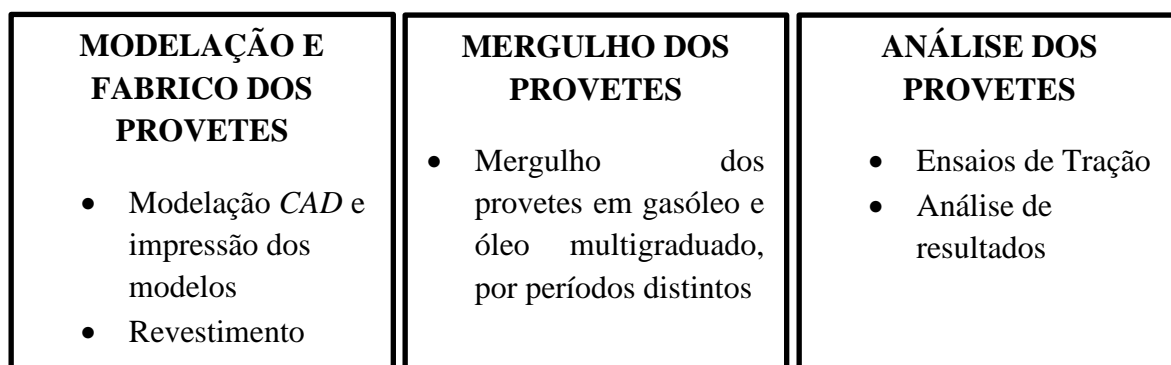 MODELAÇÃO E
FABRICO DOS
PROVETES
• Modelação CAD e
impressão dos
modelos
• Revestimento
MERGULHO DOS
PROVETES
• Mergulho dos
provetes em gasóleo e
óleo multigraduado,
por períodos distintos
ANÁLISE DOS
PROVETES
• Ensaios de Tração
• Análise de
resultados